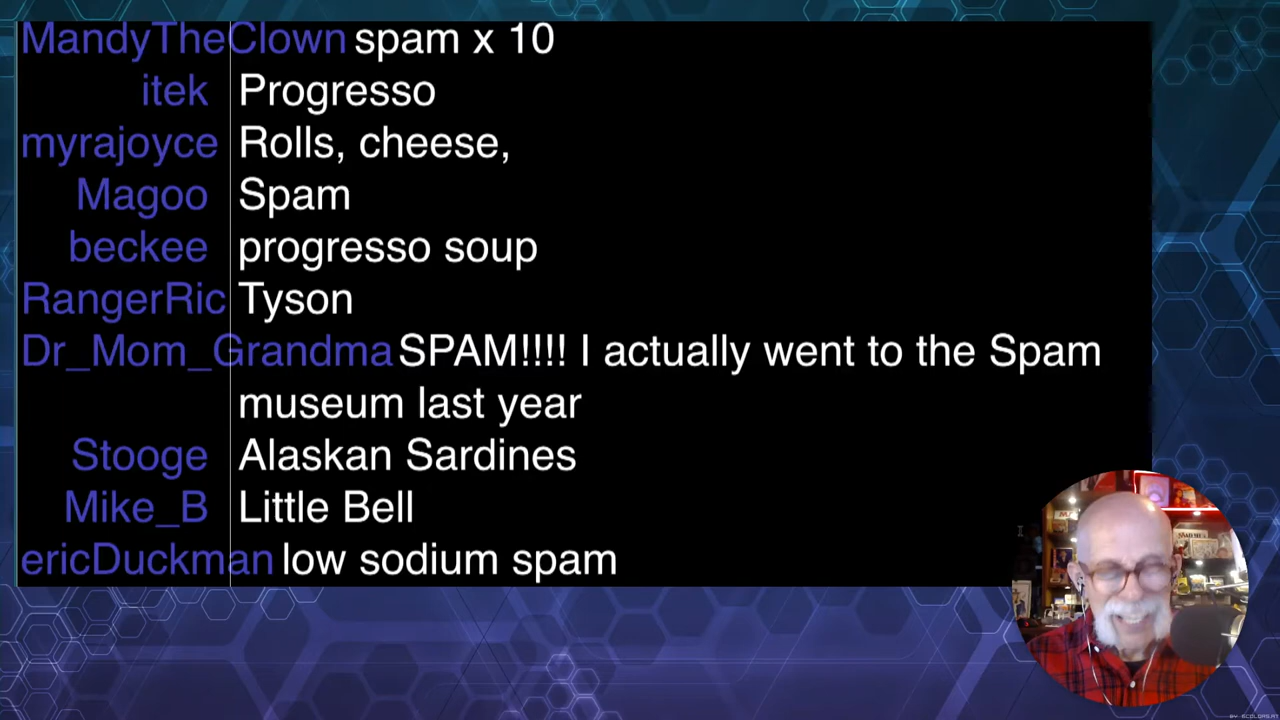 MandyTheClown spam x 10
itek Progresso
myrajoyce Rolls, cheese,
Magoo Spam
beckee progresso soup
RangerRic Tyson
Dr_Mom_Grandma SPAM!!!! I actually went to the Spam
museum last year
Stooge Alaskan Sardines
Mike_B Little Bell
ericDuckman low sodium spam